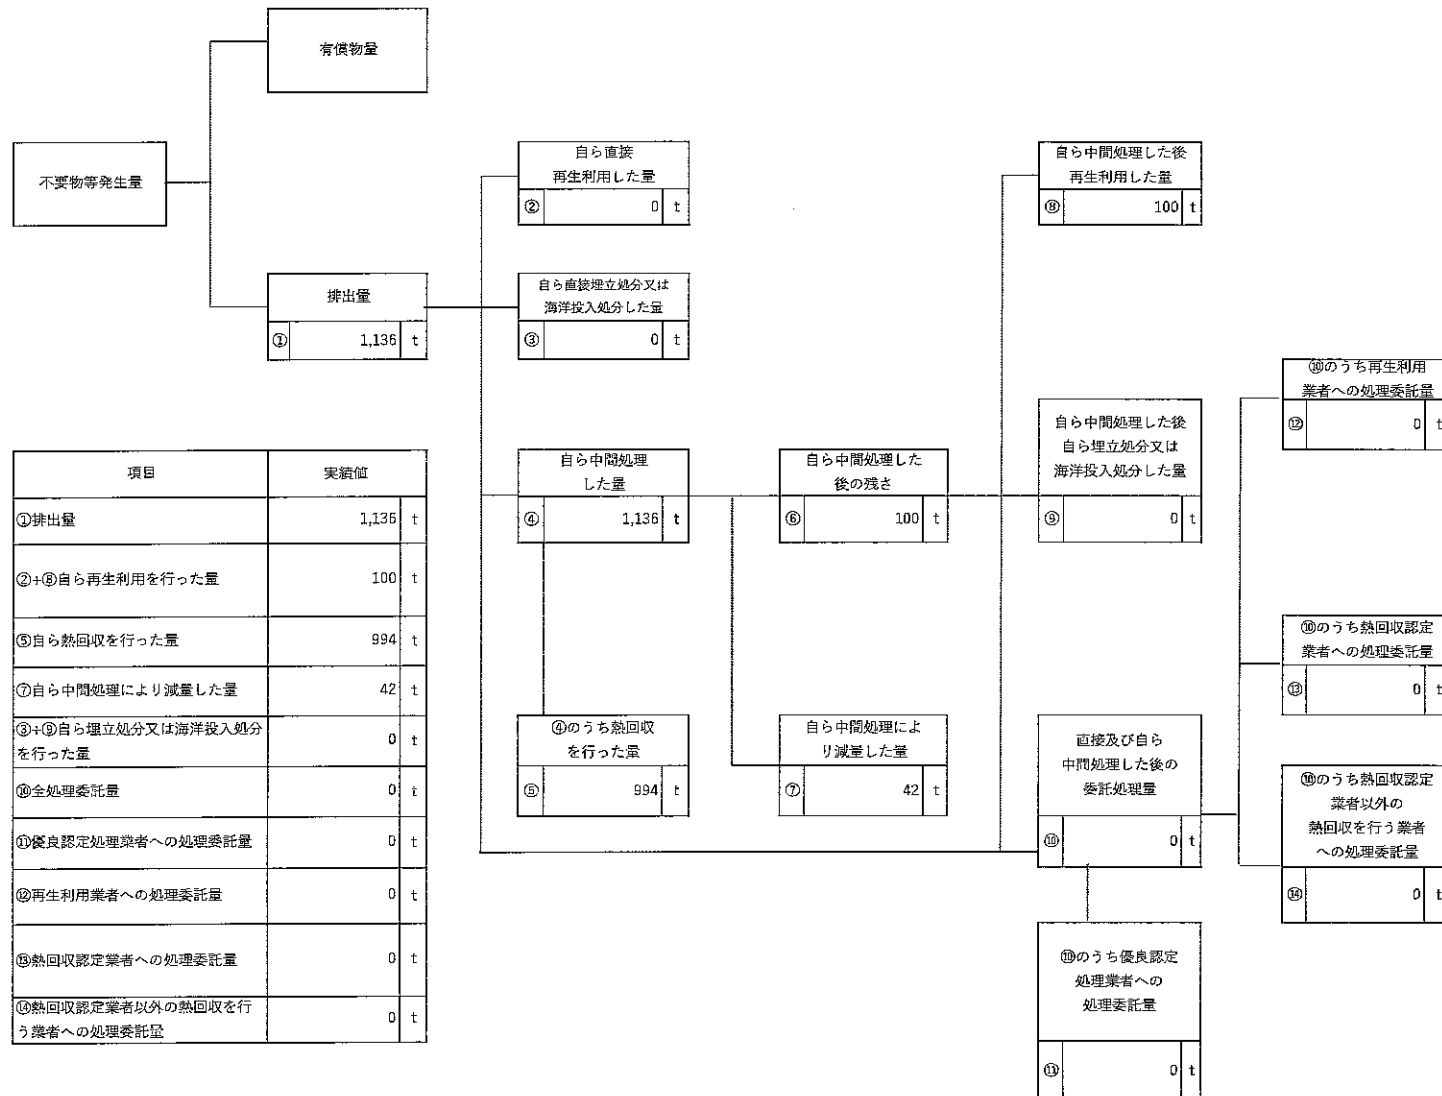 有償物量
不要物等発生量
排出量
① 1,136 t
自ら直接
再生利用した量
② 0 t
自ら直接埋立処分又は
海洋投入処分した量
③ 0 t
自ら中間処理
した量
④ 1,136 t
④のうち熱回収
を行った量
⑤ 994 t
自ら中間処理した
後の残さ
⑥ 100 t
自ら中間処理によ
り減量した量
⑦ 42 t
自ら中間処理した後
再生利用した量
⑧ 100 t
自ら中間処理した後
自ら埋立処分又は
海洋投入処分した量
⑨ 0 t
直接及び自ら
中間処理した後の
委託処理量
⑩ 0 t
⑩のうち優良認定
処理業者への
処理委託量
⑪ 0 t
⑩のうち再生利用
業者への処理委託量
⑫ 0 t
⑩のうち熱回収認定
業者への処理委託量
⑬ 0 t
⑩のうち熱回収認定
業者以外の
熱回収を行う業者
への処理委託量
⑭ 0 t
項目 実績値
①排出量 1,136 t
②+⑧自ら再生利用を行った量 100 t
⑤自ら熱回収を行った量 994 t
⑦自ら中間処理により減量した量 42 t
③+⑨自ら埋立処分又は海洋投入処分
を行った量 0 t
⑩全処理委託量 0 t
⑪優良認定処理業者への処理委託量 0 t
⑫再生利用業者への処理委託量 0 t
⑬熱回収認定業者への処理委託量 0 t
⑭熱回収認定業者以外の熱回収を行
う業者への処理委託量 0 t